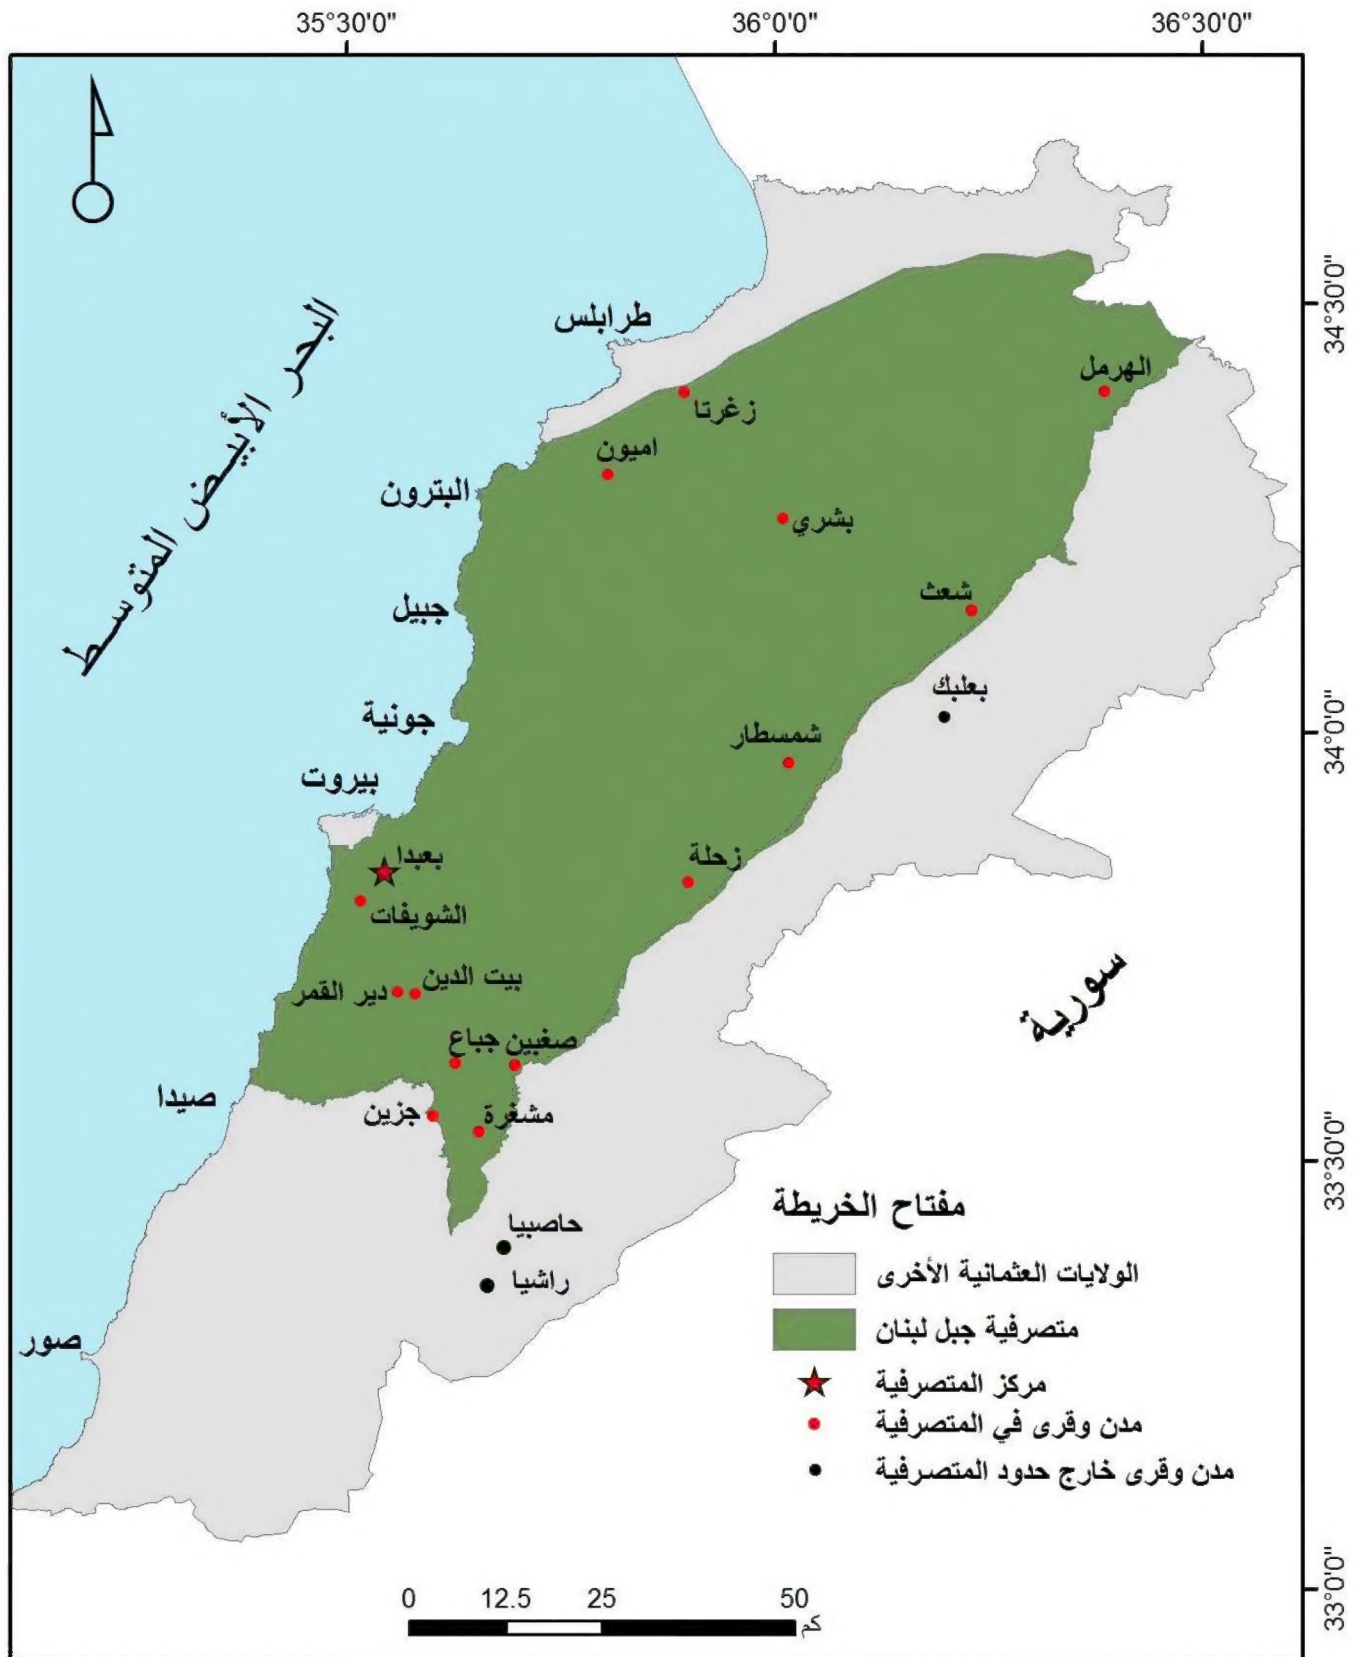 35°30'0"
36°0'0"
36°30'0"
34°30'0"
34°0'0"
33°30'0"
33°0'0"
البحر الأبيض المتوسط
طرابلس
الهرمل
زغرتا
اميون
البترون
بشري
شعث
جبيل
بعلبك
جونية
شمسطار
بيروت
بعبدا
زحلة
الشويفات
سورية
بيت الدين
دير القمر
صغبين
جباع
صيدا
مشغرة
جزين
حاصبيا
راشيا
صور
مفتاح الخريطة
الولايات العثمانية الأخرى
متصرفية جبل لبنان
مركز المتصرفية
مدن وقرى في المتصرفية
مدن وقرى خارج حدود المتصرفية
0 12.5 25 50
كم